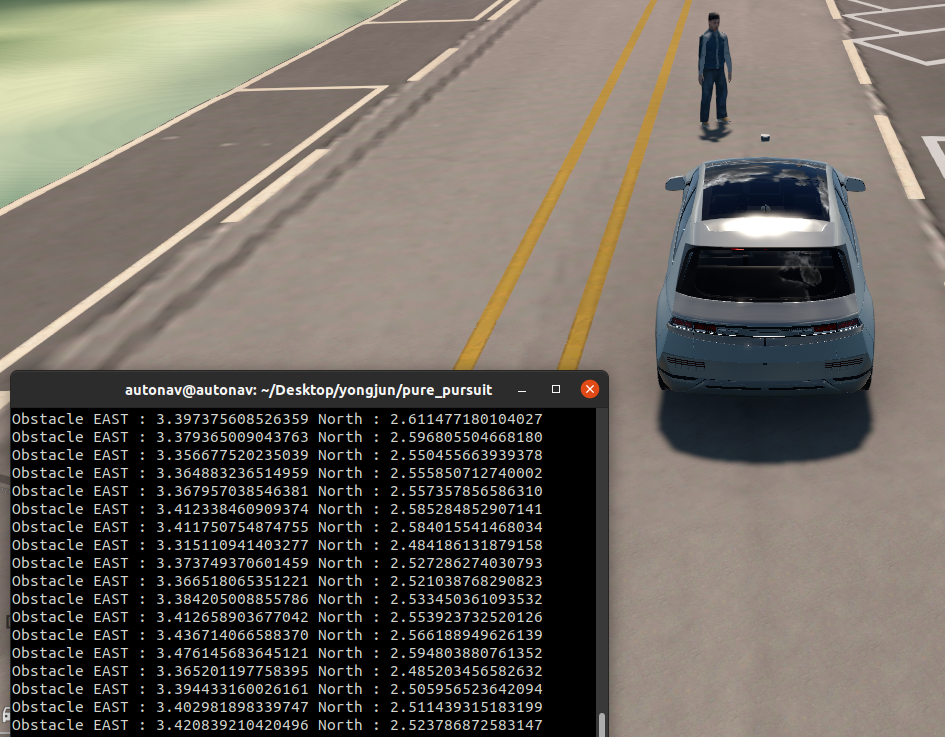 autonav@autonav: ~/Desktop/yongjun/pure_pursuit
Obstacle EAST : 3.397375608526359 North : 2.611477180104027
Obstacle EAST : 3.379365009043763 North : 2.596805504668180
Obstacle EAST : 3.356677520235039 North : 2.550455663939378
Obstacle EAST : 3.364883236514959 North : 2.555850712740002
Obstacle EAST : 3.367957038546381 North : 2.557357856586310
Obstacle EAST : 3.412338460909374 North : 2.585284852907141
Obstacle EAST : 3.411750754874755 North : 2.584015541468034
Obstacle EAST : 3.315110941403277 North : 2.484186131879158
Obstacle EAST : 3.373749370601459 North : 2.527286274030793
Obstacle EAST : 3.366518065351221 North : 2.521038768290823
Obstacle EAST : 3.384205008855786 North : 2.533450361093532
Obstacle EAST : 3.412658903677042 North : 2.553923732520126
Obstacle EAST : 3.436714066588370 North : 2.566188949626139
Obstacle EAST : 3.476145683645121 North : 2.594803880761352
Obstacle EAST : 3.365201197758395 North : 2.485203456582632
Obstacle EAST : 3.394433160026161 North : 2.505956523642094
Obstacle EAST : 3.402981898339747 North : 2.511439315183199
Obstacle EAST : 3.420839210420496 North : 2.523786872583147